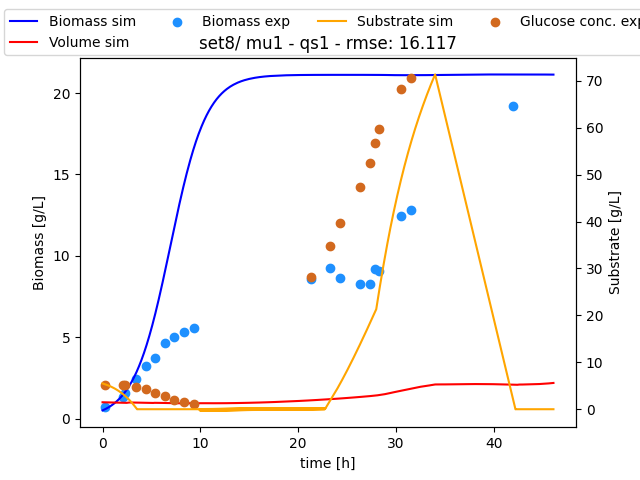 Biomass sim Biomass exp Substrate sim Glucose conc. exp
Volume sim
set8/ mu1 - qs1 - rmse: 16.117
Biomass [g/L]
20
15
10
5
0
70
60
50
40
30
20
10
0
Substrate [g/L]
0 10 20 30 40
time [h]